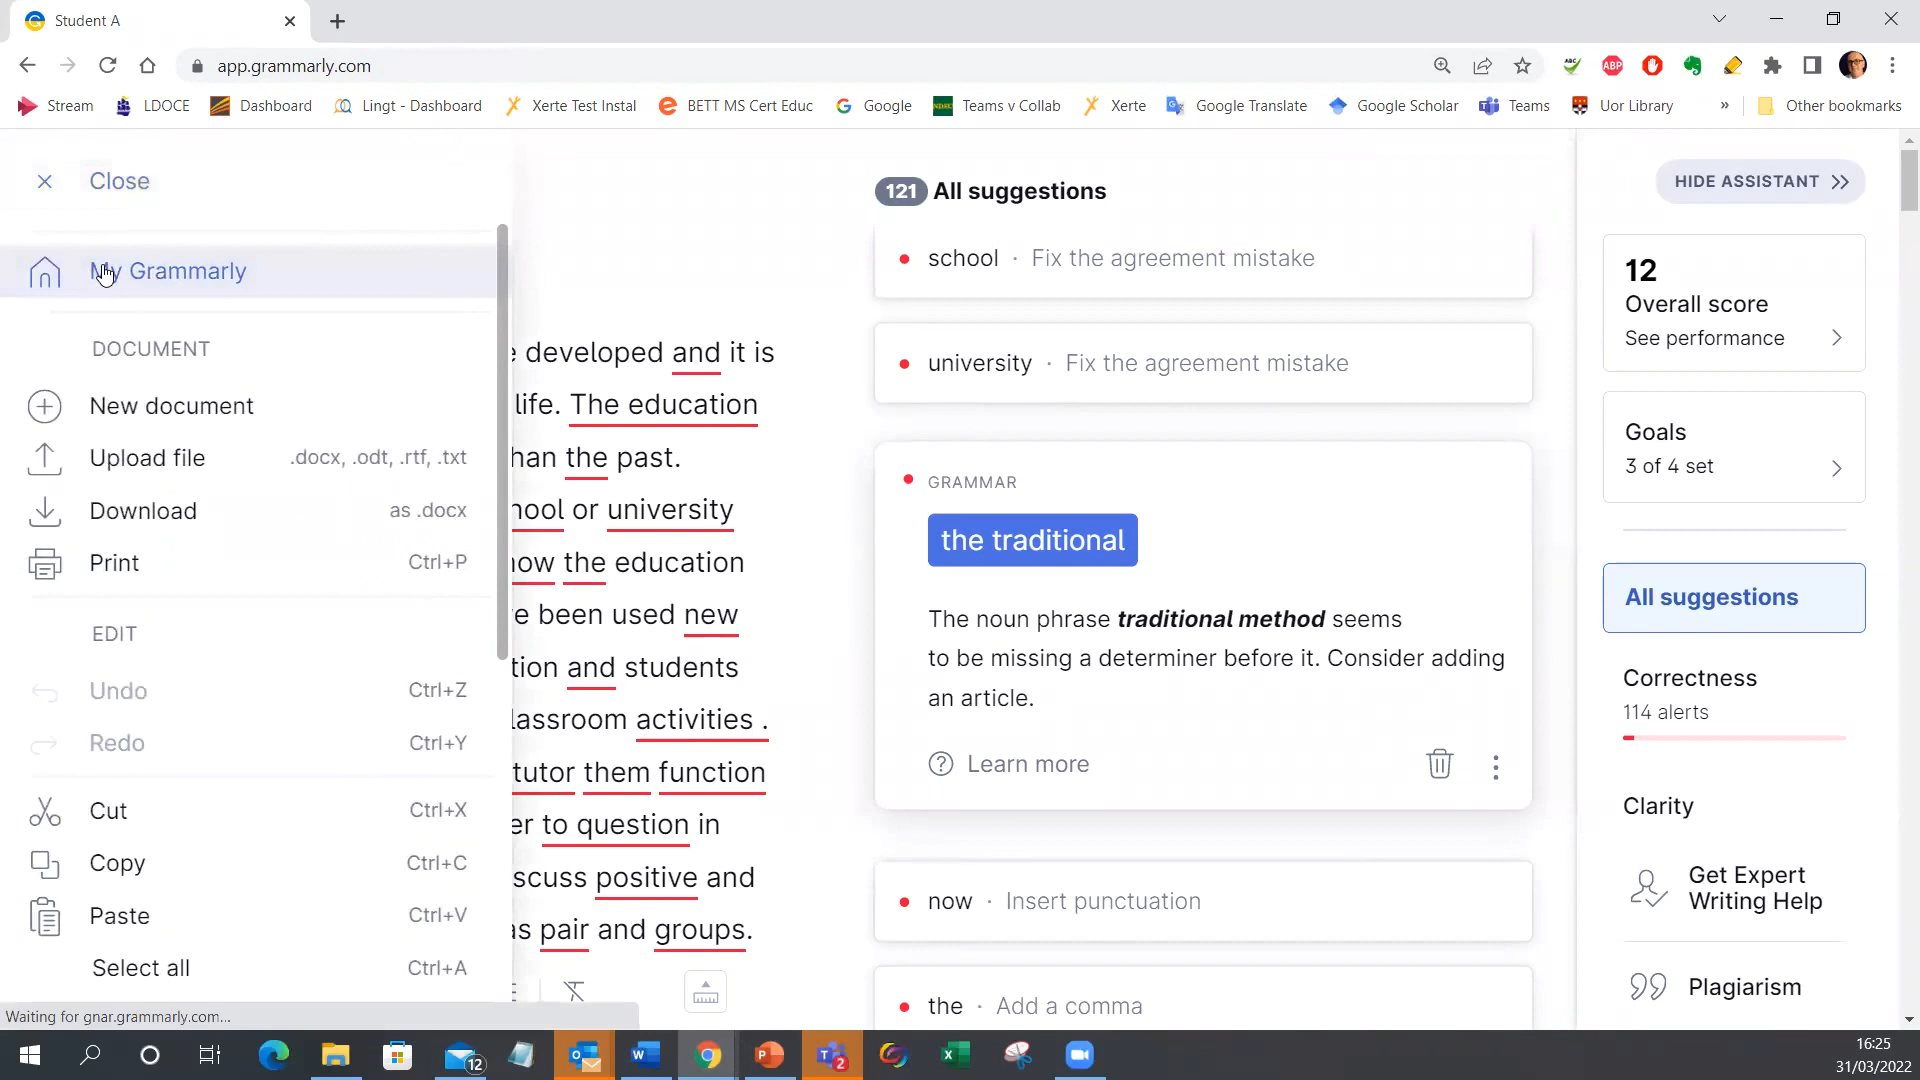 Student A
app.grammarly.com
ABC
ABP
Stream
LDOCE
Dashboard
Lingt - Dashboard
Xerte Test Instal
BETT MS Cert Educ
Google
Teams v Collab
Xerte
Google Translate
Google Scholar
Teams
Uor Library
»
Other bookmarks
Close
My Grammarly
DOCUMENT
New document
Upload file .docx, .odt, .rtf, .txt
Download as .docx
Print Ctrl+P
EDIT
Undo Ctrl+Z
Redo Ctrl+Y
Cut Ctrl+X
Copy Ctrl+C
Paste Ctrl+V
Select all Ctrl+A
Waiting for gnar.grammarly.com...
developed and it is
life. The education
han the past.
hool or university
now the education
e been used new
tion and students
lassroom activities .
tutor them function
er to question in
scuss positive and
as pair and groups.
121 All suggestions
school · Fix the agreement mistake
university · Fix the agreement mistake
GRAMMAR
the traditional
The noun phrase traditional method seems
to be missing a determiner before it. Consider adding
an article.
Learn more
now · Insert punctuation
the · Add a comma
HIDE ASSISTANT
12
Overall score
See performance
Goals
3 of 4 set
All suggestions
Correctness
114 alerts
Clarity
Get Expert
Writing Help
Plagiarism
12
2
16:25
31/03/2022